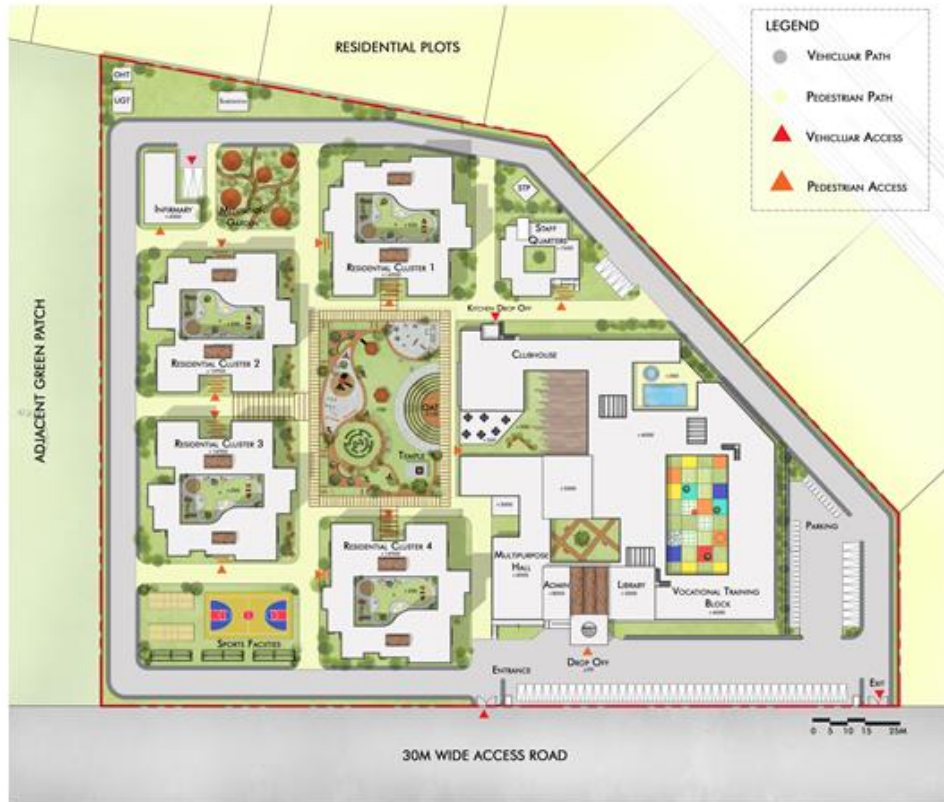 LEGEND
VEHICLUAR PATH
PEDESTRIAN PATH
VEHICLUAR ACCESS
PEDESTRIAN ACCESS
RESIDENTIAL PLOTS
OHT
UGT
STP
INFIRMARY
GARDEN
RESIDENTIAL CLUSTER 1
STAFF
QUARTERS
KITCHEN DROP OFF
CLUBHOUSE
RESIDENTIAL CLUSTER 2
OAT
ADJACENT GREEN PATCH
RESIDENTIAL CLUSTER 3
TEMPLE
PARKING
RESIDENTIAL CLUSTER 4
MULTIPURPOSE
HALL
ADMIN
LIBRARY
VOCATIONAL TRAINING
BLOCK
SPORTS FACITIES
ENTRANCE
DROP OFF
EXIT
0 5 10 15 25M
30M WIDE ACCESS ROAD